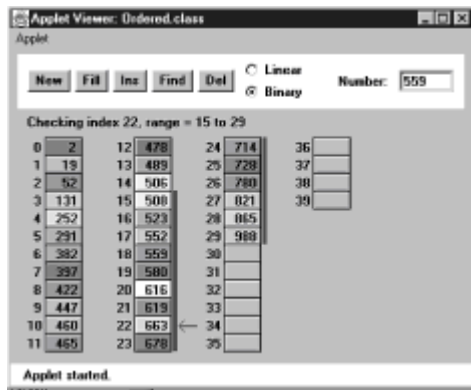 Applet Viewer: Ordered.class
Applet
New Fill Ins Find Del
Linear
Binary
Number: 559
Checking index 22, range = 15 to 29
0 2 12 478 24 714 36
1 19 13 489 25 728 37
2 52 14 506 26 780 38
3 131 15 508 27 821 39
4 252 16 523 28 865
5 291 17 552 29 988
6 382 18 559 30
7 397 19 580 31
8 422 20 616 32
9 447 21 619 33
10 460 22 663 34
11 465 23 678 35
Applet started.